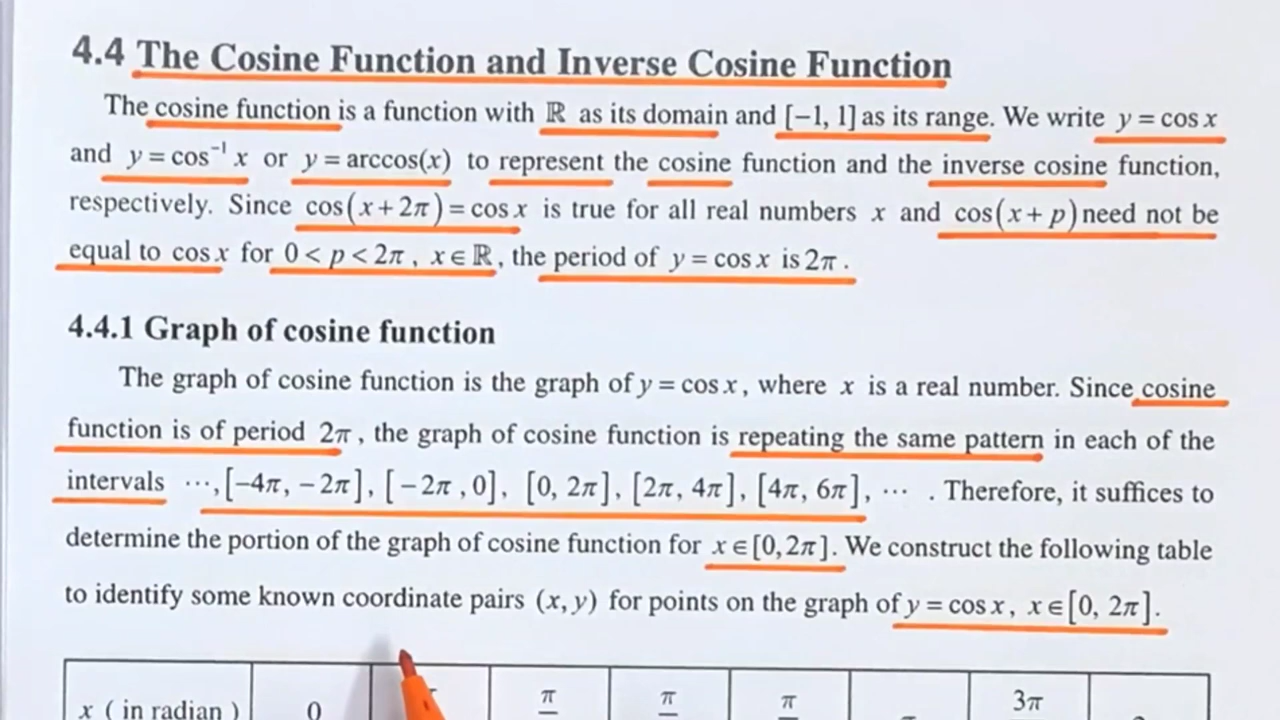 4.4 The Cosine Function and Inverse Cosine Function
The cosine function is a function with ℝ as its domain and [−1, 1] as its range. We write y = cos x
and y = cos⁻¹ x or y = arccos(x) to represent the cosine function and the inverse cosine function,
respectively. Since cos(x + 2π) = cos x is true for all real numbers x and cos(x + p) need not be
equal to cos x for 0 < p < 2π , x ∈ ℝ, the period of y = cos x is 2π .
4.4.1 Graph of cosine function
The graph of cosine function is the graph of y = cos x, where x is a real number. Since cosine
function is of period 2π, the graph of cosine function is repeating the same pattern in each of the
intervals ⋯, [−4π, −2π], [−2π, 0], [0, 2π], [2π, 4π], [4π, 6π], ⋯ . Therefore, it suffices to
determine the portion of the graph of cosine function for x ∈ [0, 2π]. We construct the following table
to identify some known coordinate pairs (x, y) for points on the graph of y = cos x, x ∈ [0, 2π].
x ( in radian ) 0 π π π 3π